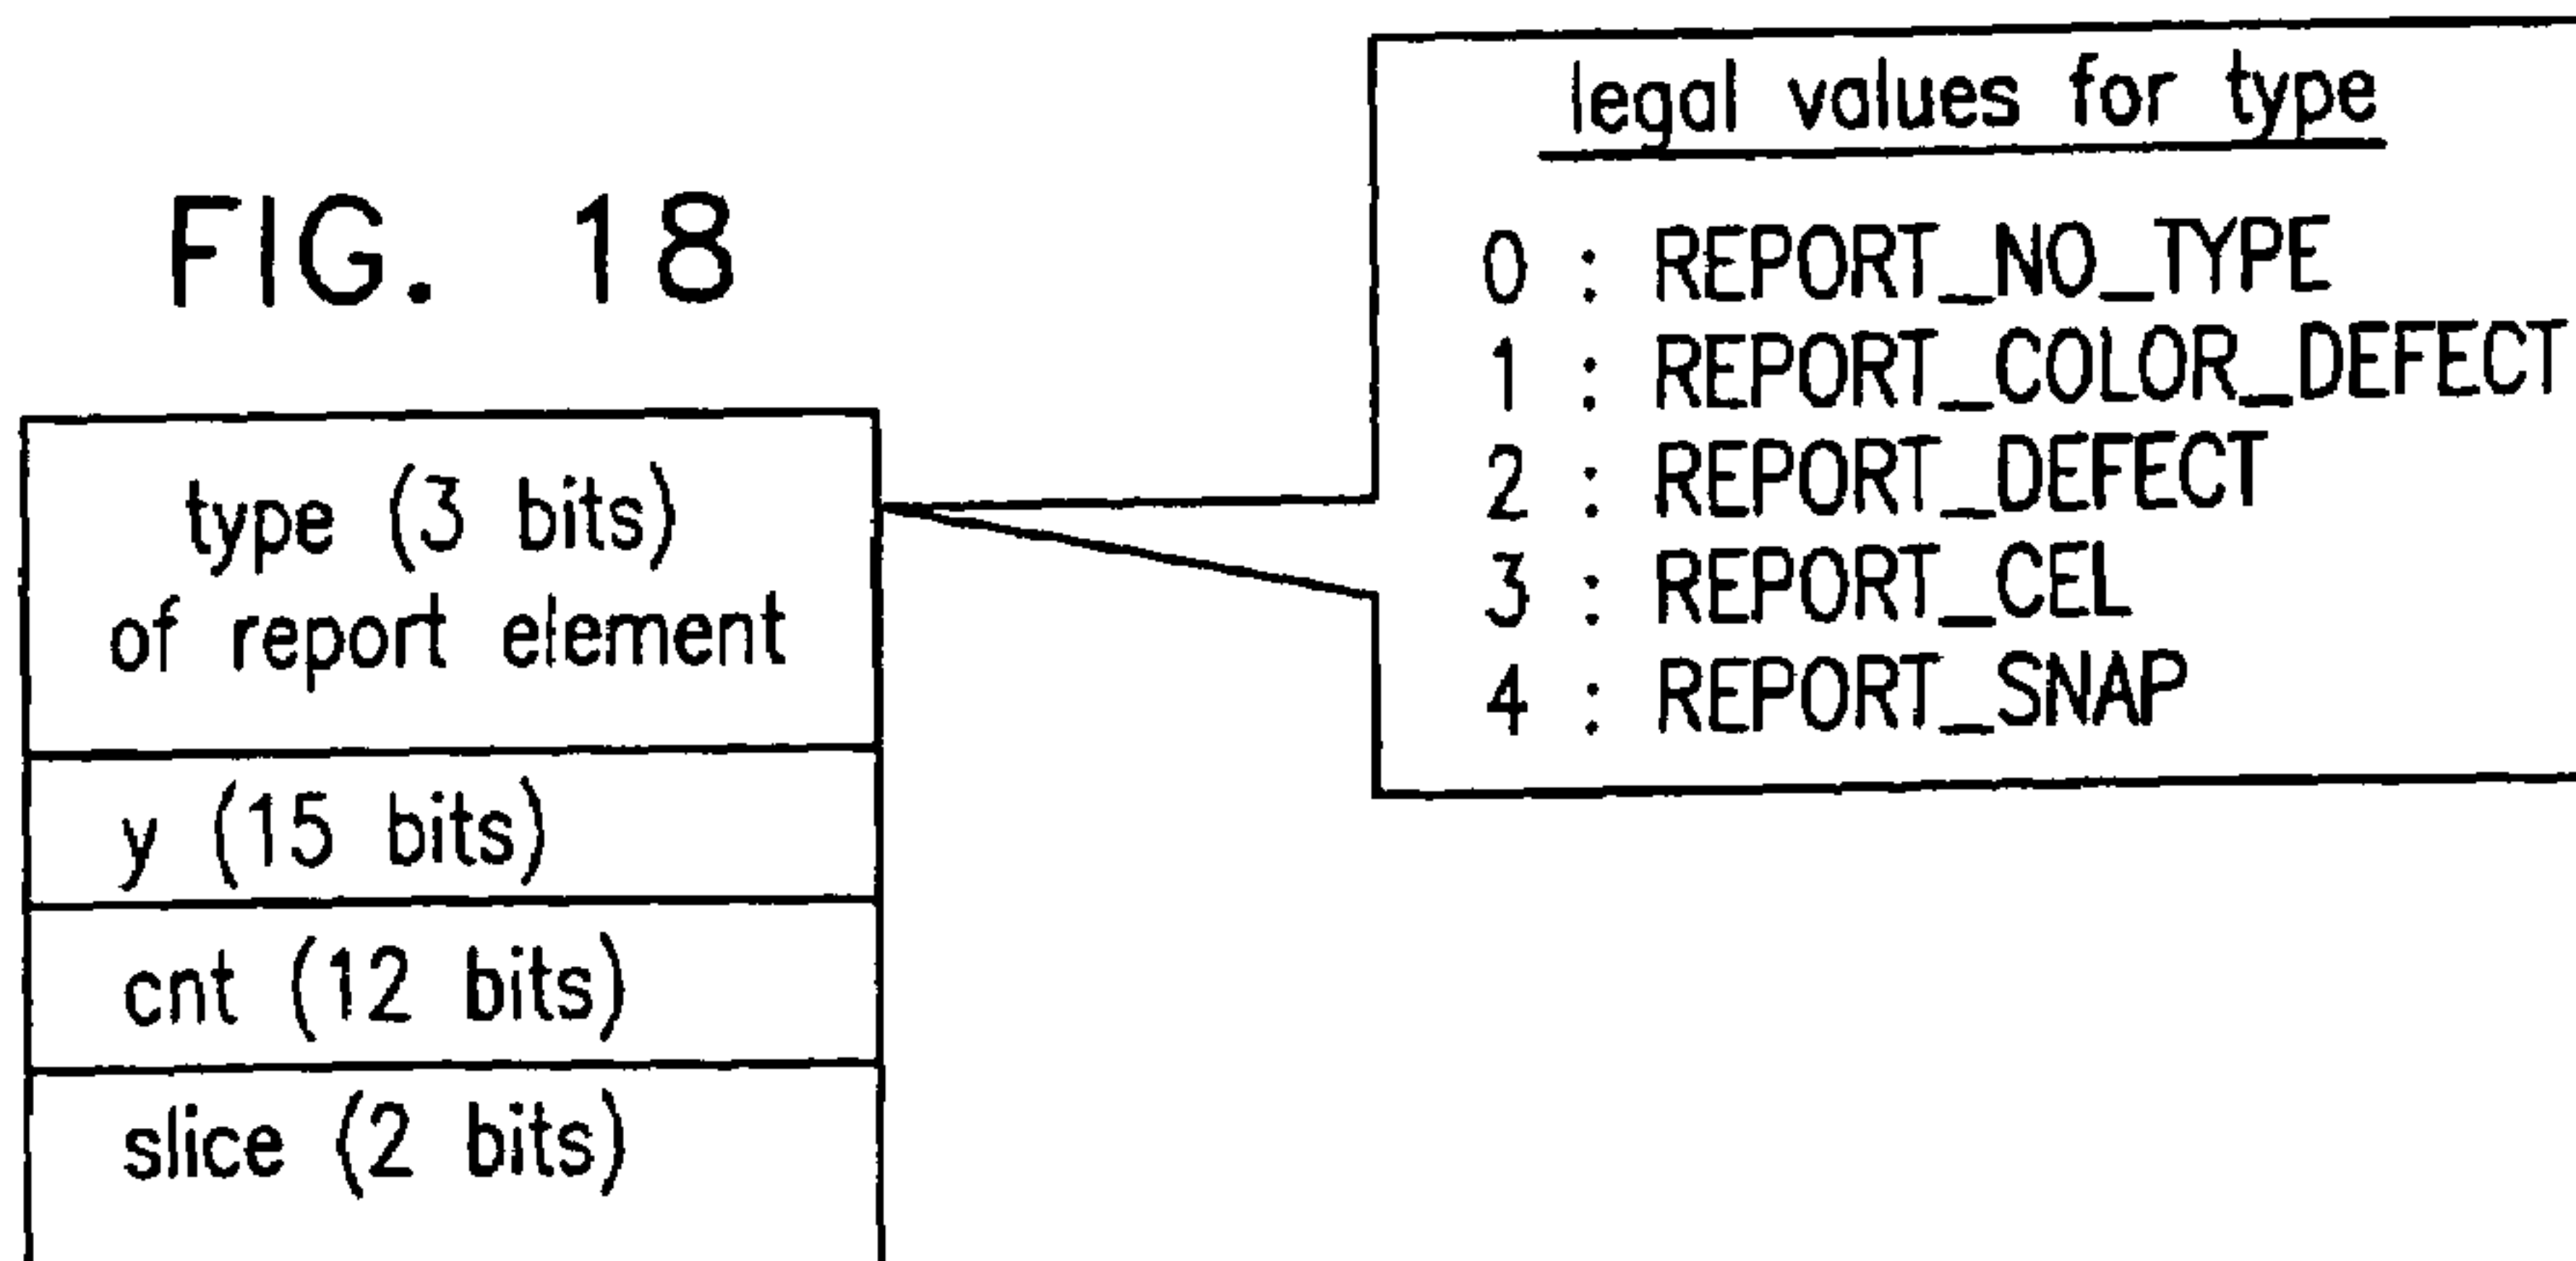 FIG. 18
legal values for type
0 : REPORT_NO_TYPE
1 : REPORT_COLOR_DEFECT
2 : REPORT_DEFECT
3 : REPORT_CEL
4 : REPORT_SNAP
type (3 bits)
of report element
y (15 bits)
cnt (12 bits)
slice (2 bits)